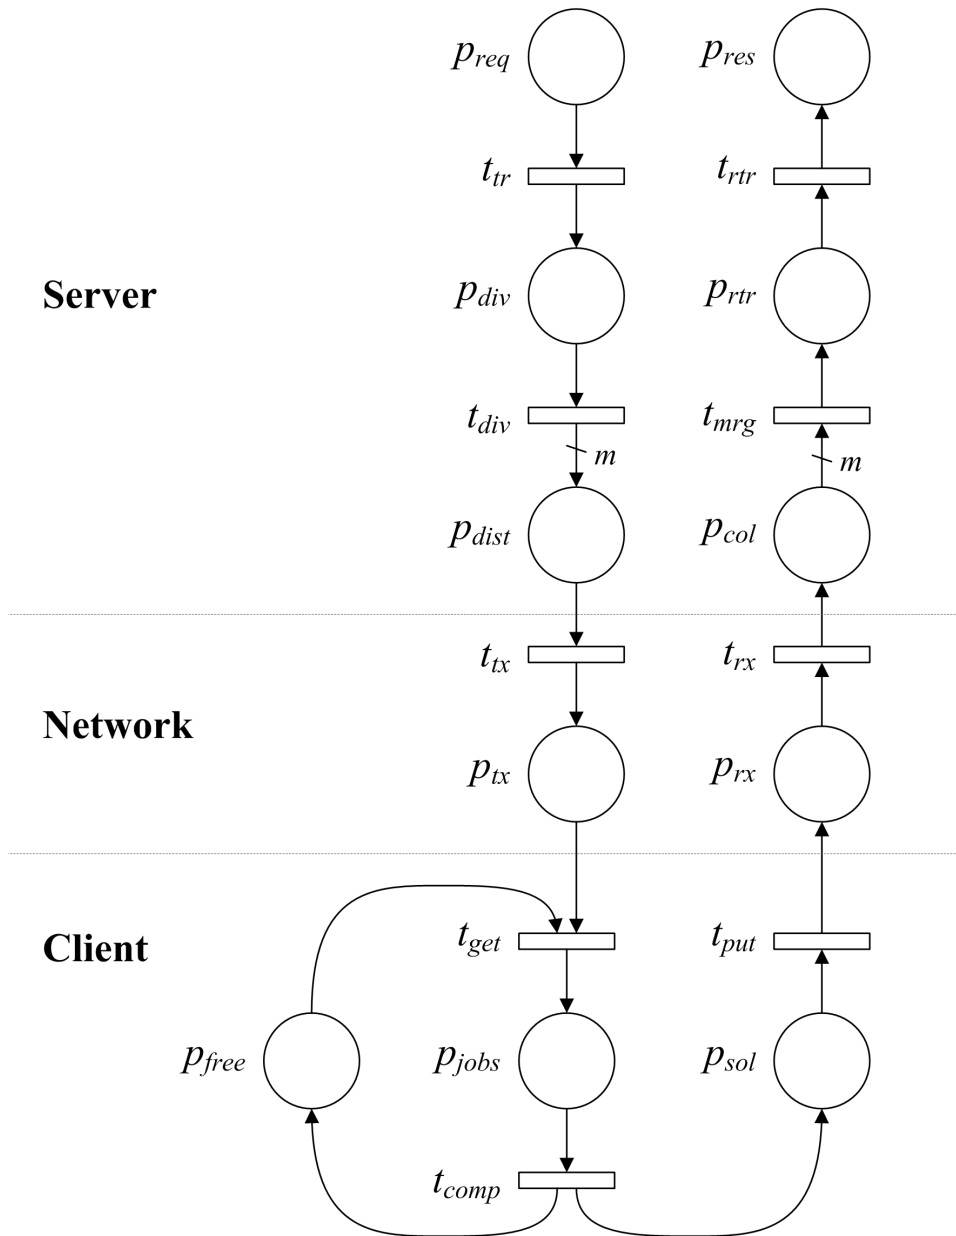 p_req p_res
t_tr t_rtr
Server p_div p_rtr
t_div t_mrg
m m
p_dist p_col
t_tx t_rx
Network
p_tx p_rx
Client t_get t_put
p_free p_jobs p_sol
t_comp